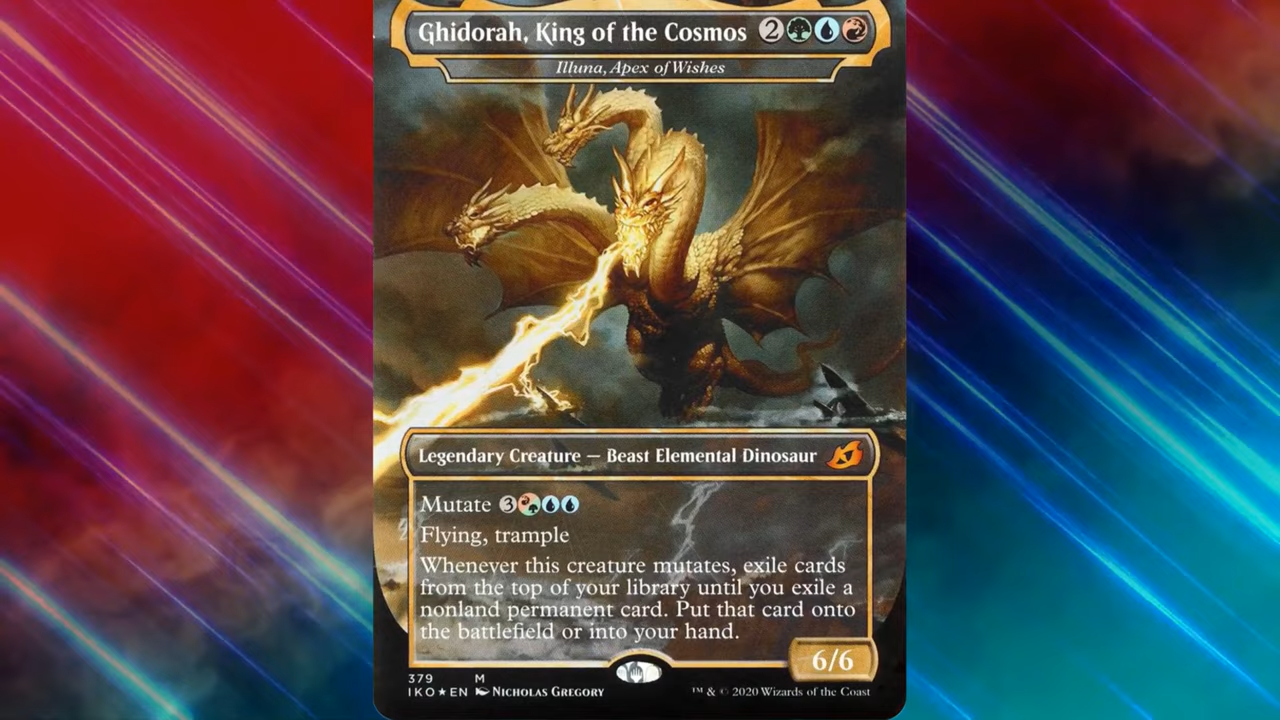 Ghidorah, King of the Cosmos 2
Illuna, Apex of Wishes
Legendary Creature — Beast Elemental Dinosaur
Mutate 3
Flying, trample
Whenever this creature mutates, exile cards
from the top of your library until you exile a
nonland permanent card. Put that card onto
the battlefield or into your hand.
6/6
379 M
IKO★EN Nicholas Gregory
™ & © 2020 Wizards of the Coast